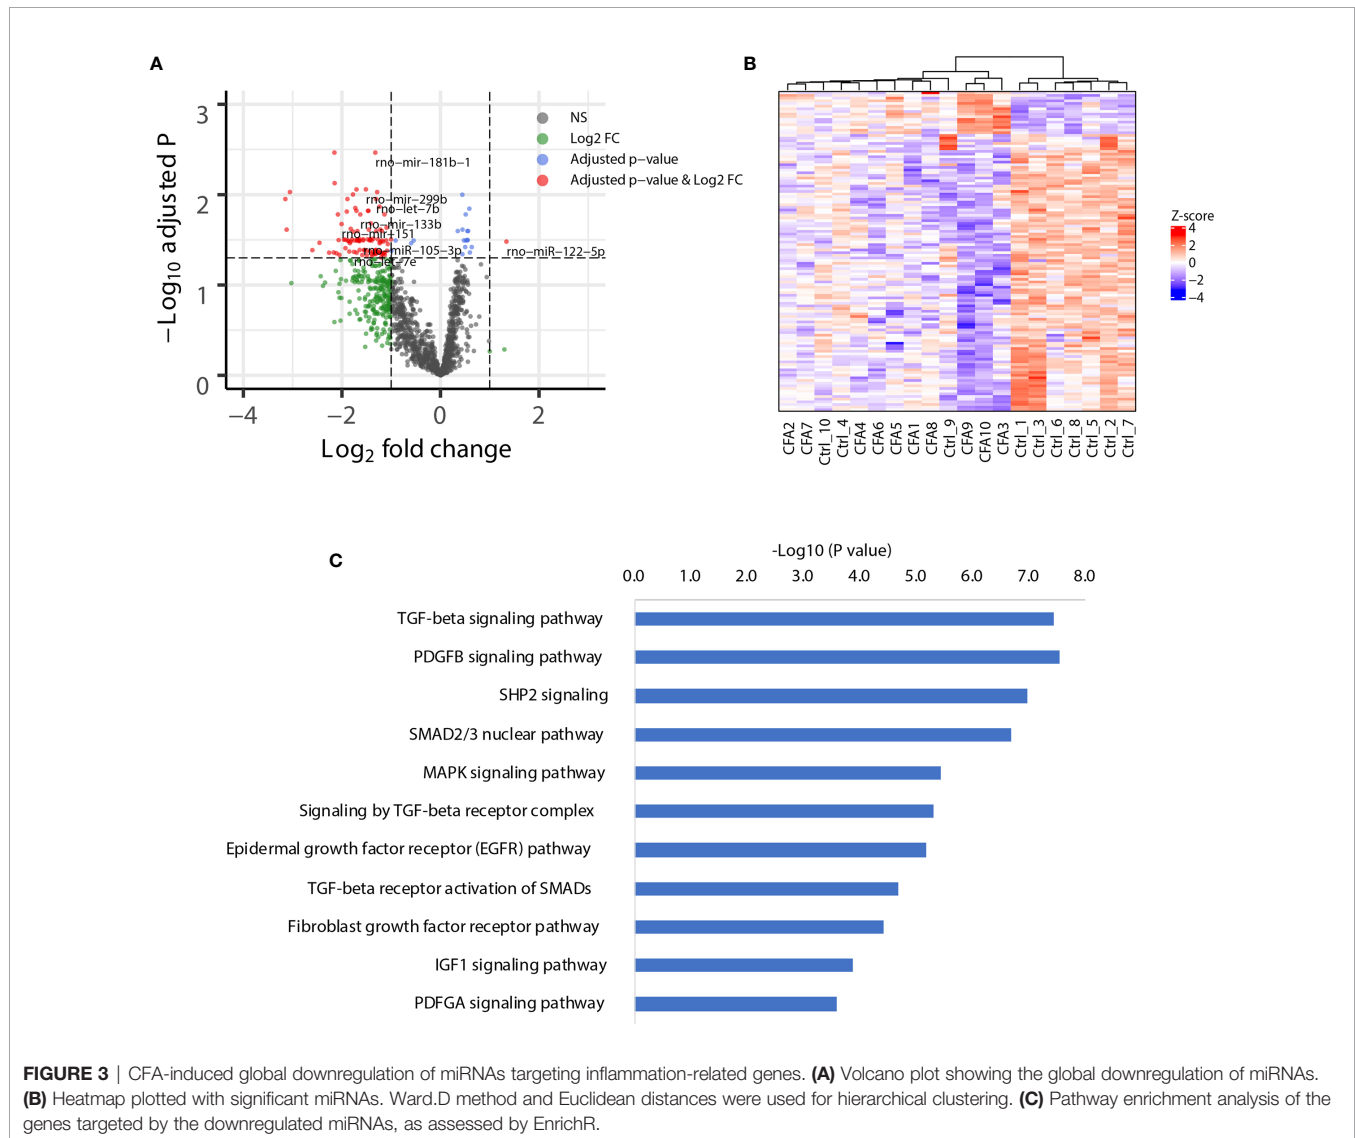 A
3
2
1
0
−4
−2
0
2
−Log10 adjusted P
Log2 fold change
NS
Log2 FC
Adjusted p−value
Adjusted p−value & Log2 FC
rno−mir−181b−1
rno−mir−299b
rno−let−7b
rno−mir−133b
rno−mir−151
rno−miR−105−3p
rno−let−7e
rno−miR−122−5p
B
CFA2
CFA7
Ctrl_10
Ctrl_4
CFA4
CFA6
CFA5
CFA1
CFA8
Ctrl_9
CFA9
CFA10
CFA3
Ctrl_1
Ctrl_3
Ctrl_6
Ctrl_8
Ctrl_5
Ctrl_2
Ctrl_7
Z-score
4
2
0
−2
−4
C
-Log10 (P value)
0.0 1.0 2.0 3.0 4.0 5.0 6.0 7.0 8.0
TGF-beta signaling pathway
PDGFB signaling pathway
SHP2 signaling
SMAD2/3 nuclear pathway
MAPK signaling pathway
Signaling by TGF-beta receptor complex
Epidermal growth factor receptor (EGFR) pathway
TGF-beta receptor activation of SMADs
Fibroblast growth factor receptor pathway
IGF1 signaling pathway
PDFGA signaling pathway
FIGURE 3 | CFA-induced global downregulation of miRNAs targeting inflammation-related genes. (A) Volcano plot showing the global downregulation of miRNAs.
(B) Heatmap plotted with significant miRNAs. Ward.D method and Euclidean distances were used for hierarchical clustering. (C) Pathway enrichment analysis of the
genes targeted by the downregulated miRNAs, as assessed by EnrichR.